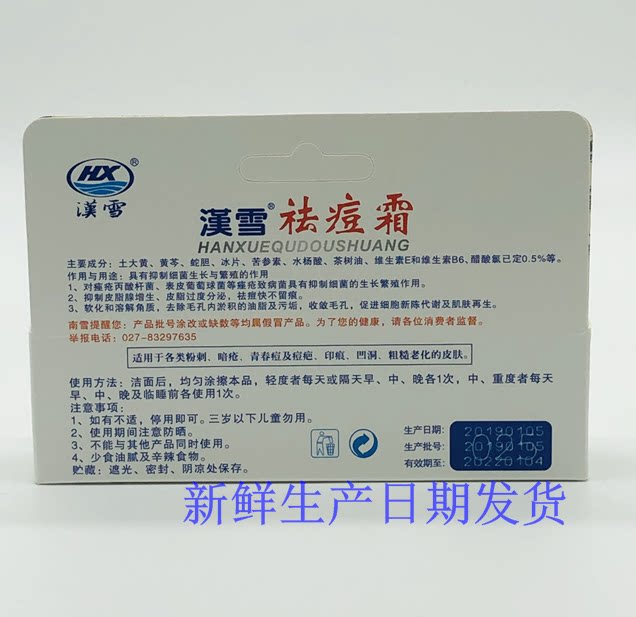 HX®
漢雪
漢雪®祛痘霜
HANXUEQUDOUSHUANG
主要成分：土大黄、黄芩、蛇胆、冰片、苦参素、水杨酸、茶树油、维生素E和维生素B6、醋酸氯已定0.5%等。
作用与用途：具有抑制细菌生长与繁殖的作用
1、对痤疮丙酸杆菌、表皮葡萄球菌等痤疮致病菌具有抑制细菌的生长繁殖作用。
2、抑制皮脂腺增生、皮脂过度分泌，祛痘快不留痕。
3、软化和溶解角质，去除毛孔内淤积的油脂及污垢，收敛毛孔，促进细胞新陈代谢及肌肤再生。
南雪提醒您：产品批号涂改或缺数等均属假冒产品。为了您的健康，请各位消费者监督。
举报电话：027-83297635
适用于各类粉刺、暗疮、青春痘及痘疤、印痕、凹洞、粗糙老化的皮肤。
使用方法：洁面后，均匀涂擦本品，轻度者每天或隔天早、中、晚各1次，中、重度者每天
早、中、晚及临睡前各使用1次。
注意事项：
1、如有不适，停用即可。三岁以下儿童勿用。
2、使用期间注意防晒。
3、不能与其他产品同时使用。
4、少食油腻及辛辣食物。
贮藏：遮光、密封、阴凉处保存。
生产日期：20190105
生产批号：20190105
有效期至：20220104
025
新鲜生产日期发货